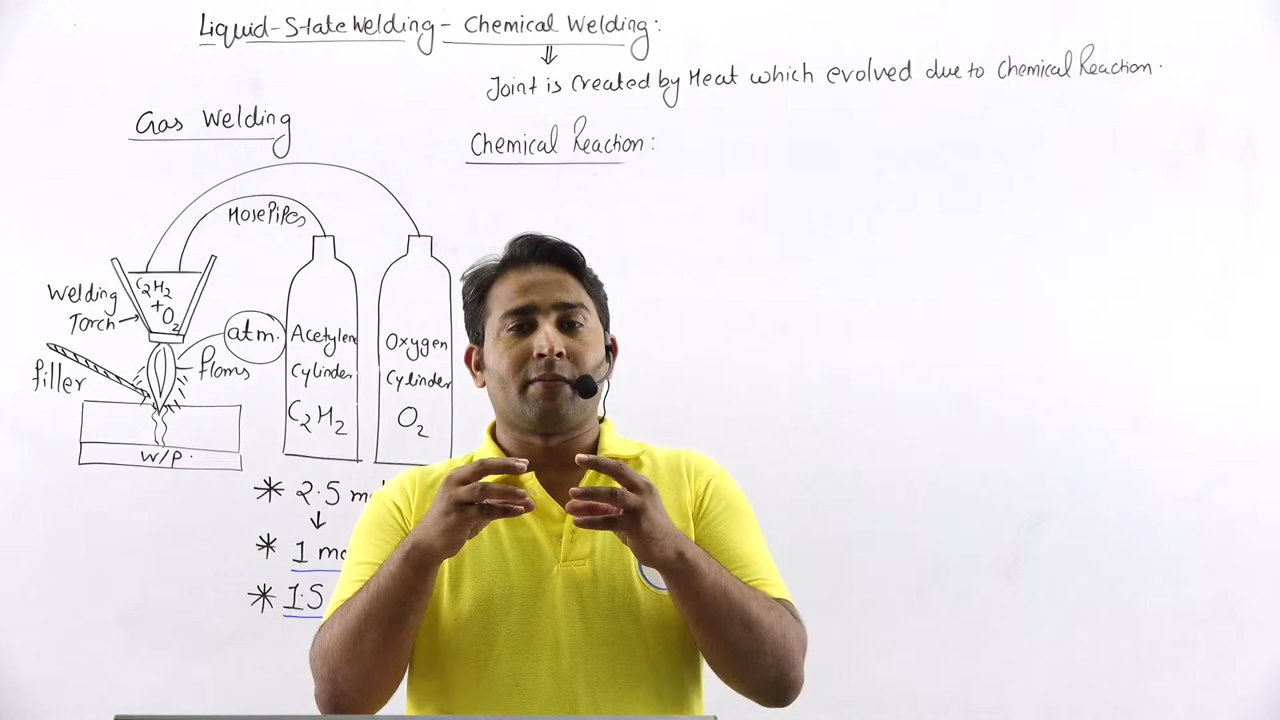 Liquid-State Welding - Chemical Welding:
⇓
Joint is created by Heat which evolved due to Chemical Reaction.
Gas Welding
Chemical Reaction:
Hose Pipes
C2H2
+O2
Welding
Torch →
atm.
flams
filler
W/P.
Acetylene
Cylinder
C2H2
Oxygen
Cylinder
O2
* 2.5
↓
* 1
* 1.5